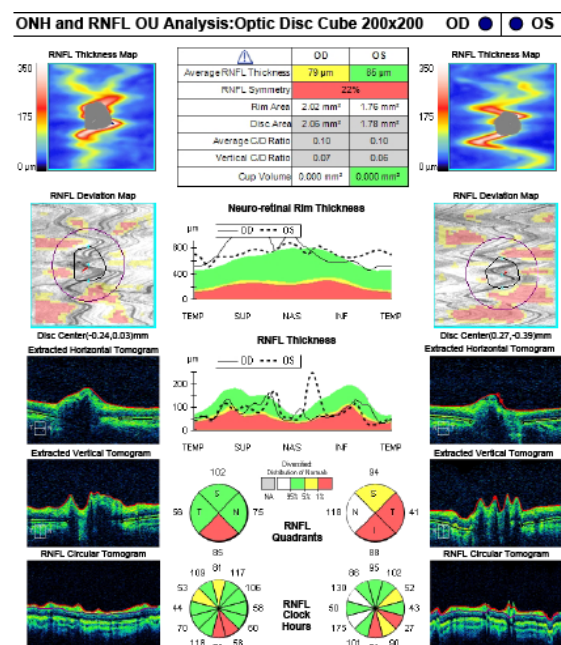 ONH and RNFL OU Analysis:Optic Disc Cube 200x200 OD OS
RNFL Thickness Map
350
175
0 µm
OD OS
Average RNFL Thickness 79 µm 85 µm
RNFL Symmetry 22%
Rim Area 2.02 mm² 1.76 mm²
Disc Area 2.06 mm² 1.78 mm²
Average C/D Ratio 0.10 0.10
Vertical C/D Ratio 0.07 0.06
Cup Volume 0.000 mm³ 0.000 mm³
RNFL Thickness Map
350
175
0 µm
RNFL Deviation Map
Disc Center(-0.24,0.03)mm
Neuro-retinal Rim Thickness
µm OD OS
800
400
0
TEMP SUP NAS INF TEMP
RNFL Deviation Map
Disc Center(0.27,-0.39)mm
Extracted Horizontal Tomogram
RNFL Thickness
µm OD OS
200
100
0
TEMP SUP NAS INF TEMP
Extracted Horizontal Tomogram
Extracted Vertical Tomogram
Diversified
Distribution of Normals
NA 95% 5% 1%
102
S
56 T N 75
85
RNFL
Quadrants
94
S
118 N T 41
I
88
Extracted Vertical Tomogram
RNFL Circular Tomogram
81
109 117
53 106
44 58
70 60
118 58
RNFL
Clock
Hours
95
86 102
130 52
50 43
175 27
101 90
RNFL Circular Tomogram